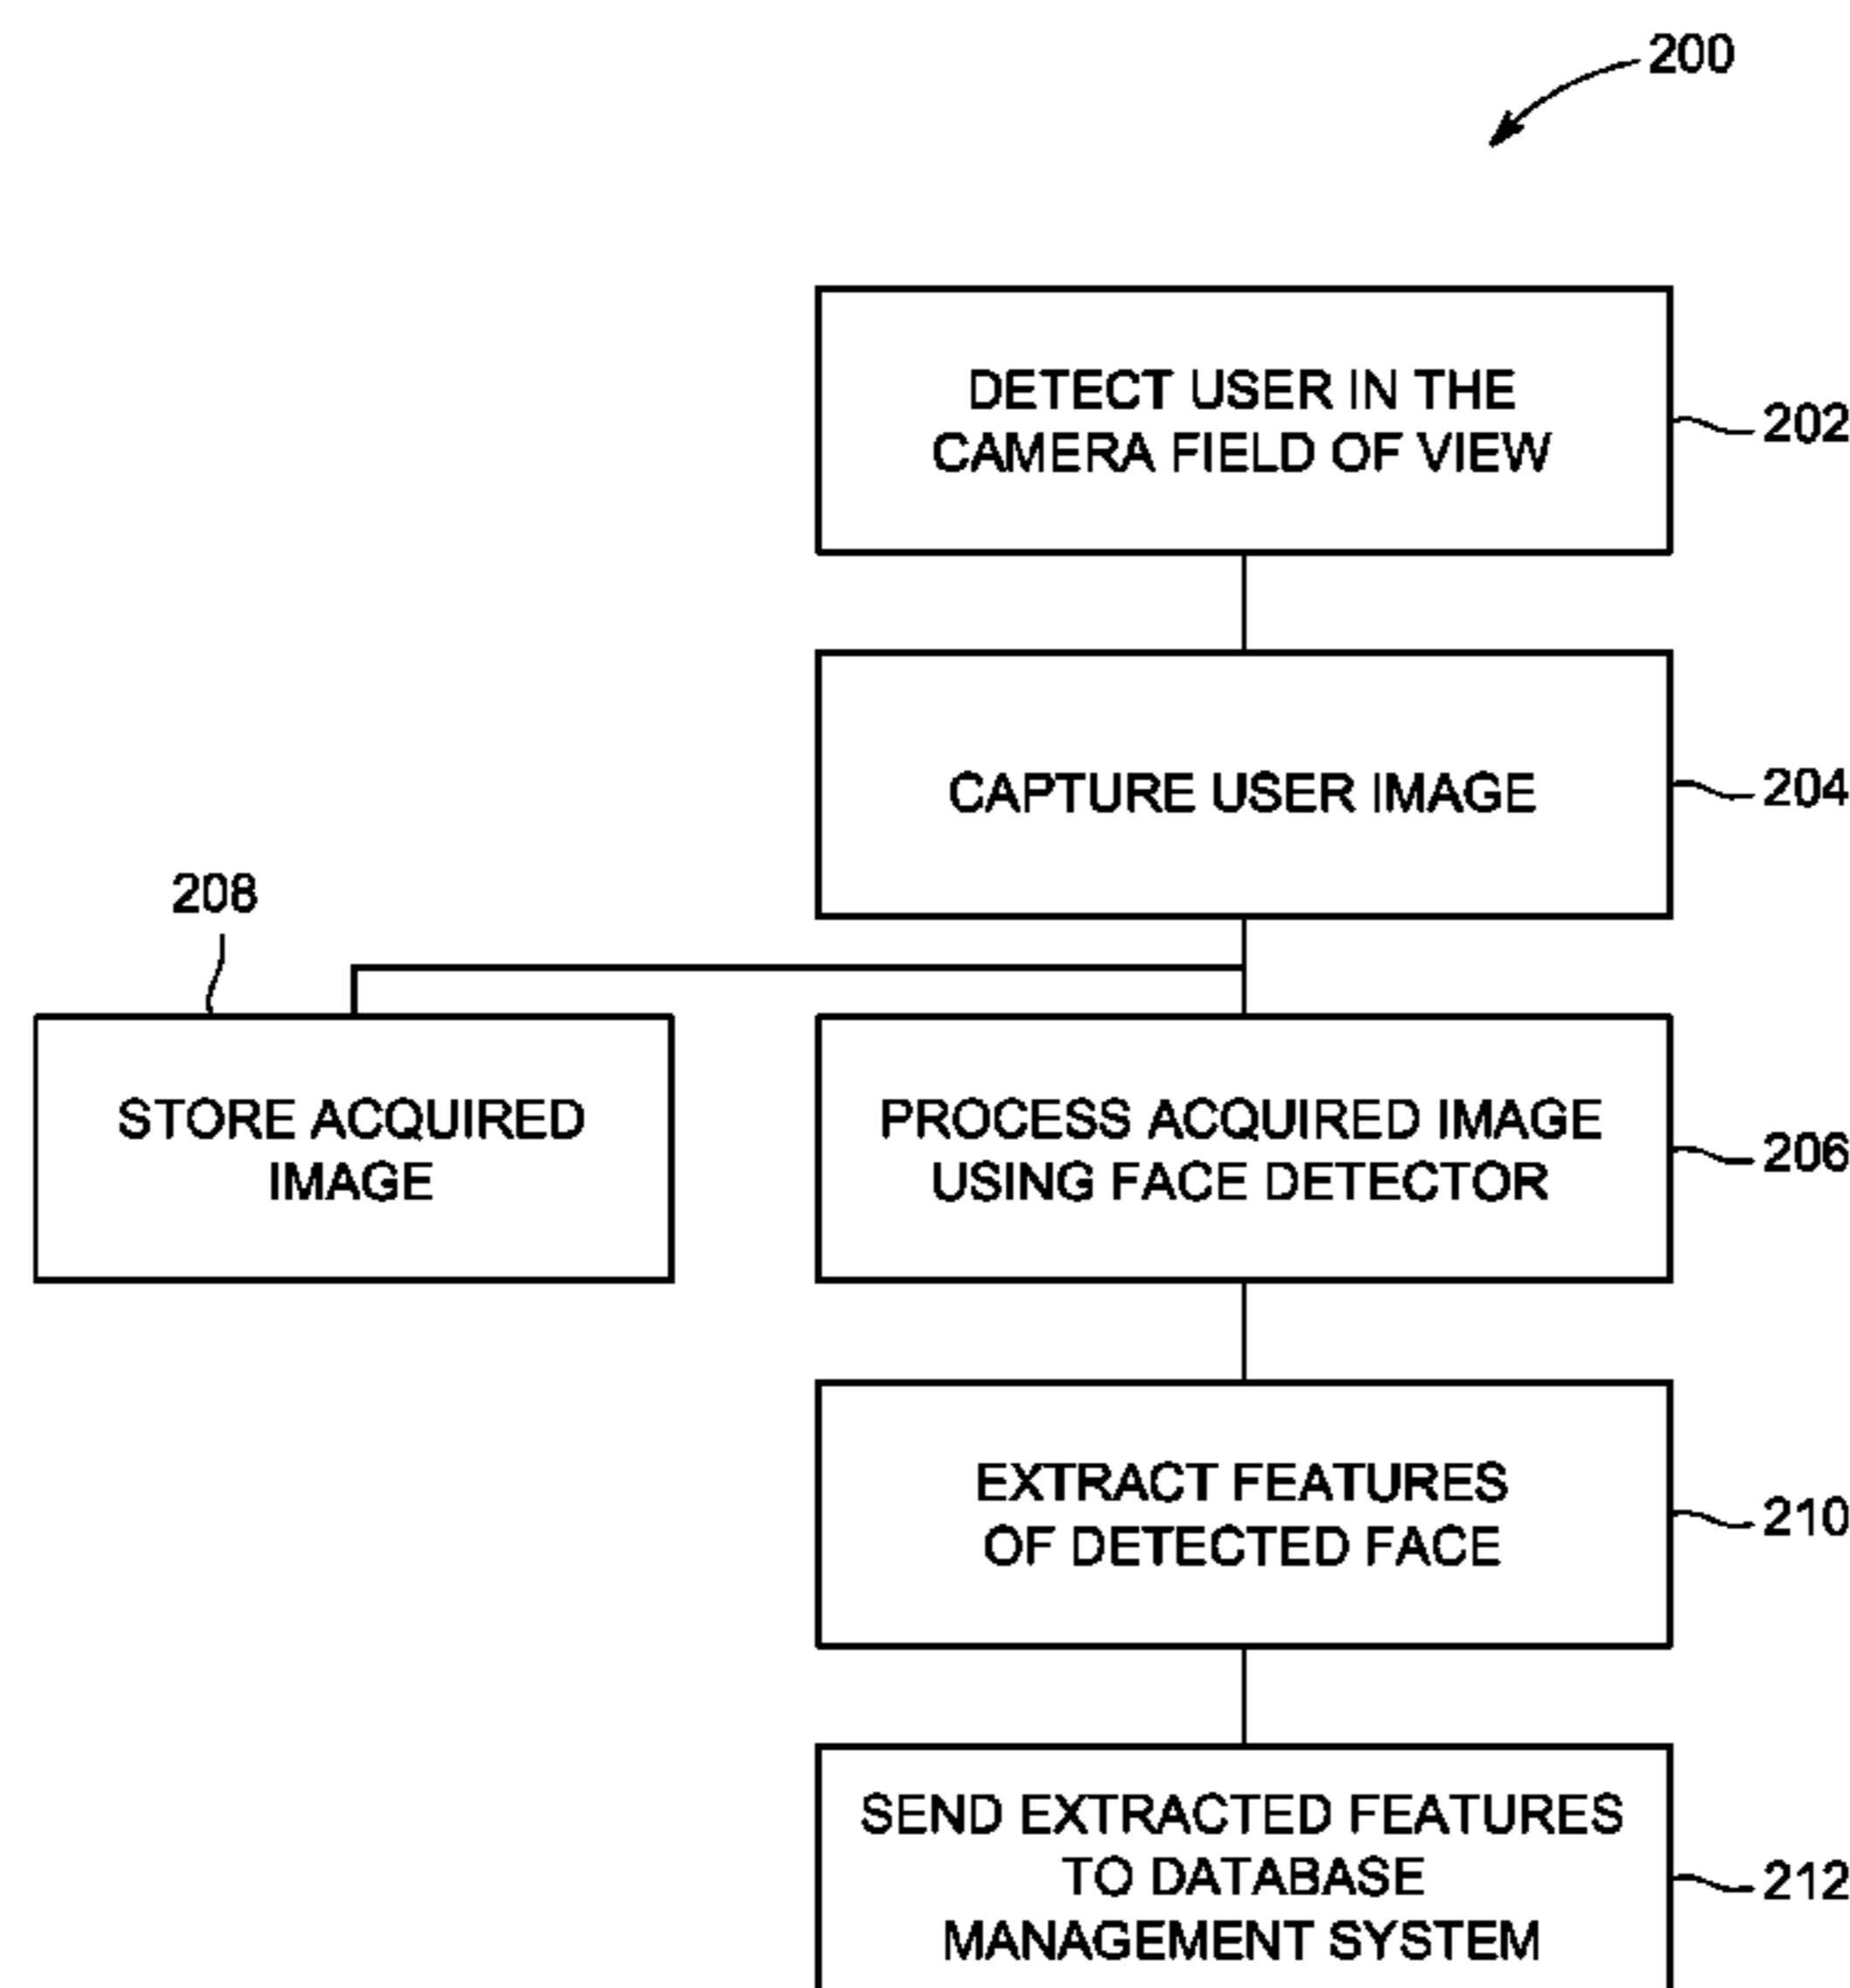 200
DETECT USER IN THE
CAMERA FIELD OF VIEW
202
CAPTURE USER IMAGE
204
208
STORE ACQUIRED
IMAGE
PROCESS ACQUIRED IMAGE
USING FACE DETECTOR
206
EXTRACT FEATURES
OF DETECTED FACE
210
SEND EXTRACTED FEATURES
TO DATABASE
MANAGEMENT SYSTEM
212